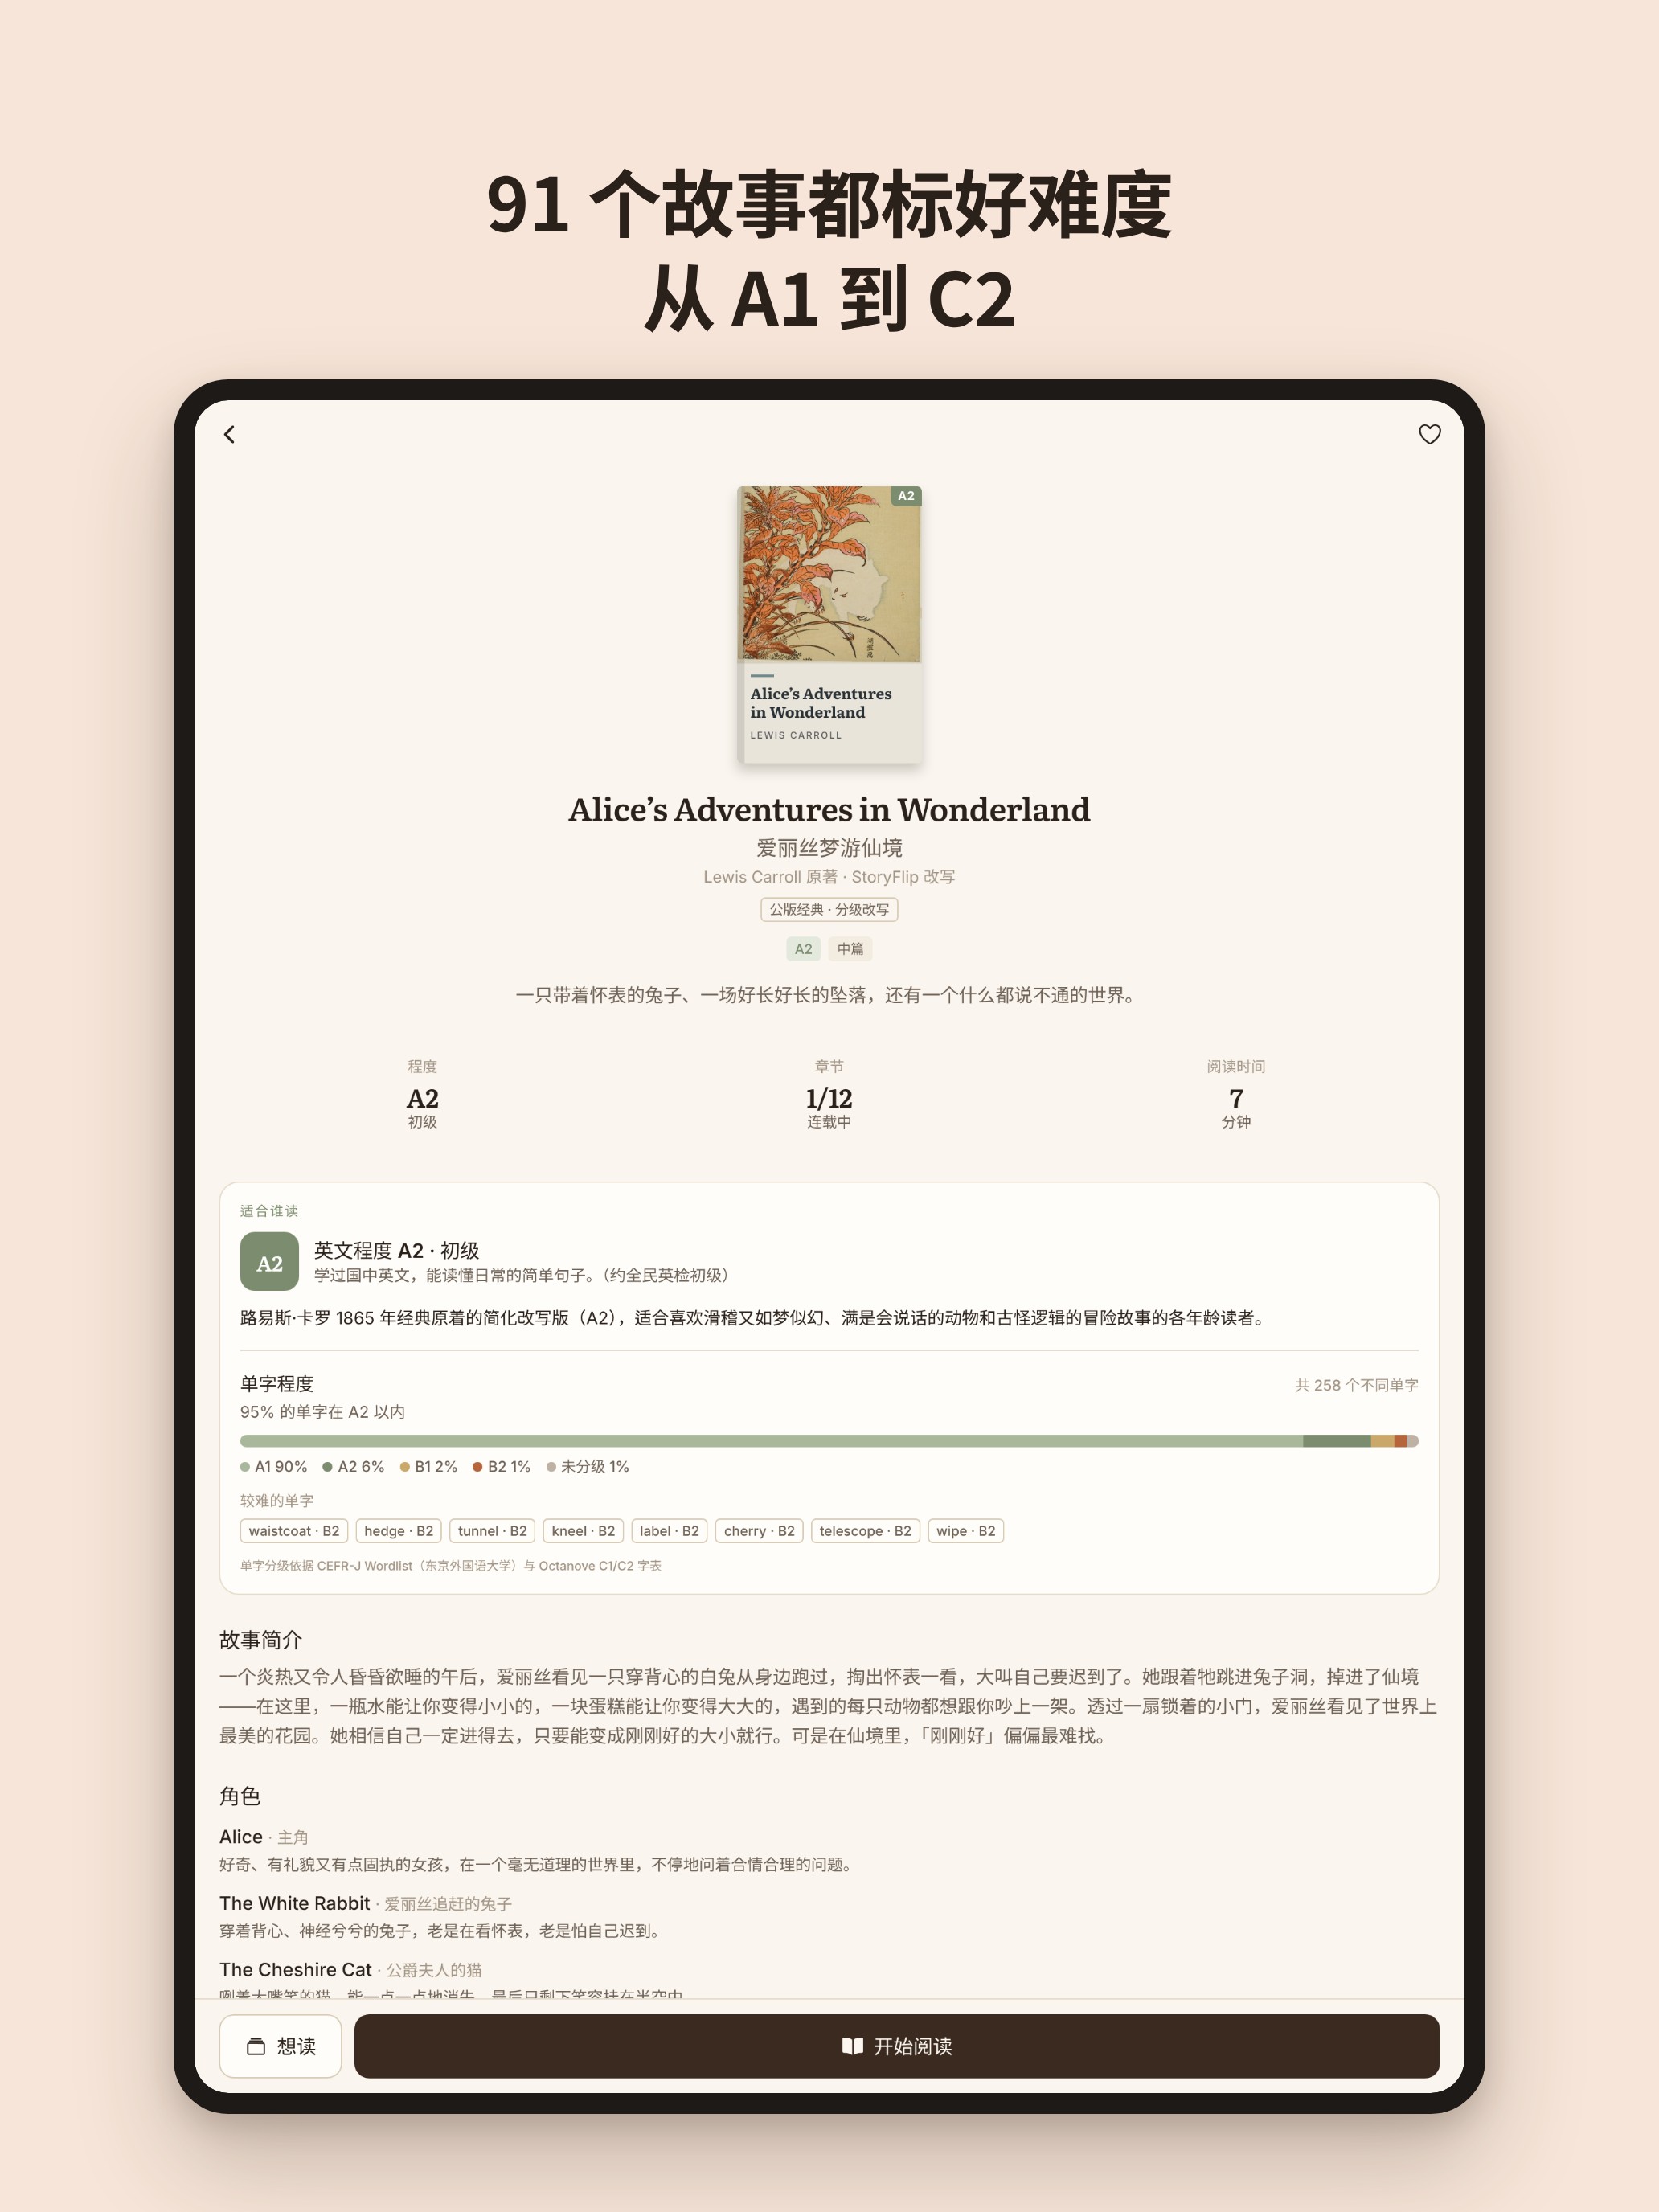 91 个故事都标好难度
从 A1 到 C2
A2
Alice’s Adventures
in Wonderland
LEWIS CARROLL
Alice’s Adventures in Wonderland
爱丽丝梦游仙境
Lewis Carroll 原著 · StoryFlip 改写
公版经典 · 分级改写
A2 中篇
一只带着怀表的兔子、一场好长好长的坠落，还有一个什么都说不通的世界。
程度 章节 阅读时间
A2 1/12 7
初级 连载中 分钟
适合谁读
A2
英文程度 A2 · 初级
学过国中英文，能读懂日常的简单句子。（约全民英检初级）
路易斯·卡罗 1865 年经典原着的简化改写版（A2），适合喜欢滑稽又如梦似幻、满是会说话的动物和古怪逻辑的冒险故事的各年龄读者。
单字程度 共 258 个不同单字
95% 的单字在 A2 以内
A1 90% A2 6% B1 2% B2 1% 未分级 1%
较难的单字
waistcoat · B2 hedge · B2 tunnel · B2 kneel · B2 label · B2 cherry · B2 telescope · B2 wipe · B2
单字分级依据 CEFR-J Wordlist（东京外国语大学）与 Octanove C1/C2 字表
故事简介
一个炎热又令人昏昏欲睡的午后，爱丽丝看见一只穿背心的白兔从身边跑过，掏出怀表一看，大叫自己要迟到了。她跟着牠跳进兔子洞，掉进了仙境
——在这里，一瓶水能让你变得小小的，一块蛋糕能让你变得大大的，遇到的每只动物都想跟你吵上一架。透过一扇锁着的小门，爱丽丝看见了世界上
最美的花园。她相信自己一定进得去，只要能变成刚刚好的大小就行。可是在仙境里，「刚刚好」偏偏最难找。
角色
Alice · 主角
好奇、有礼貌又有点固执的女孩，在一个毫无道理的世界里，不停地问着合情合理的问题。
The White Rabbit · 爱丽丝追赶的兔子
穿着背心、神经兮兮的兔子，老是在看怀表，老是怕自己迟到。
The Cheshire Cat · 公爵夫人的猫
咧着大嘴笑的猫，能一点一点地消失，最后只剩下笑容挂在半空中
想读 开始阅读